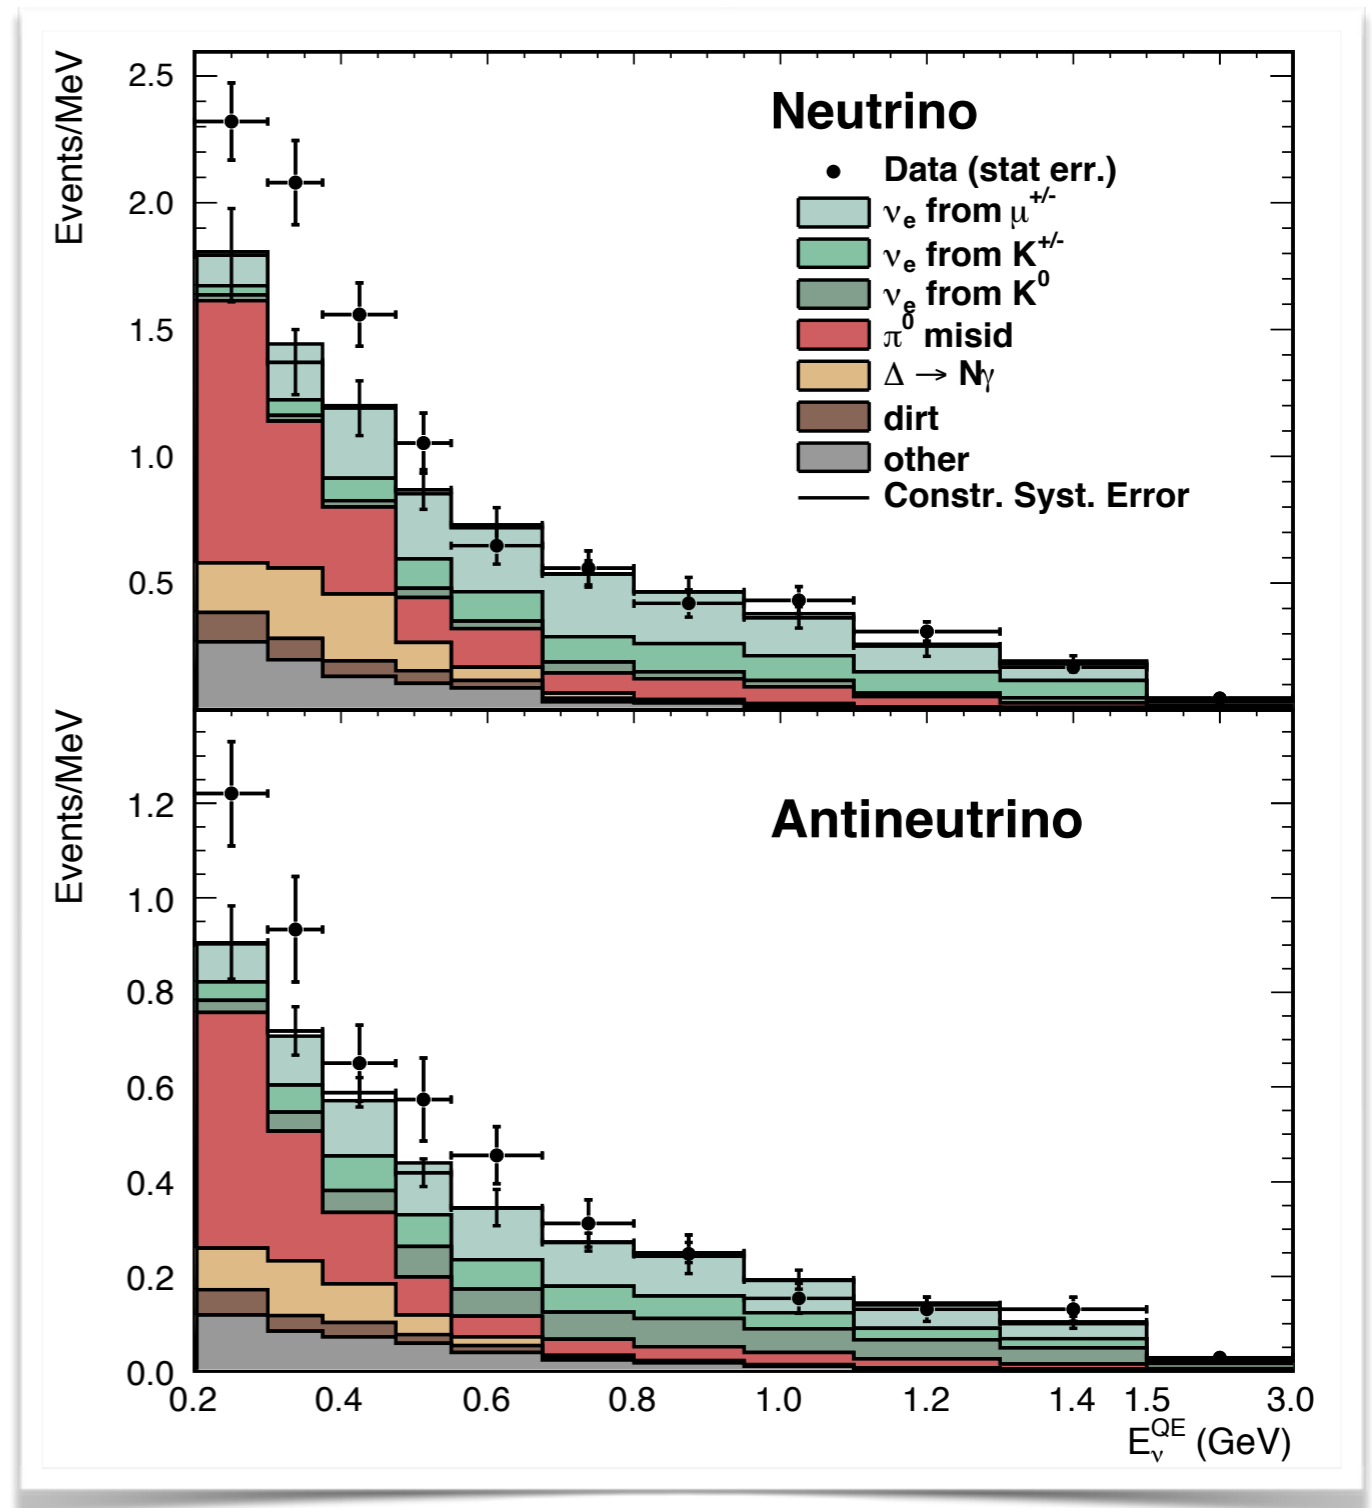 Events/MeV
2.5
2.0
1.5
1.0
0.5
Neutrino
Data (stat err.)
νe from μ+/-
νe from K+/-
νe from K0
π0 misid
Δ → Nγ
dirt
other
Constr. Syst. Error
Events/MeV
1.2
1.0
0.8
0.6
0.4
0.2
0.0
Antineutrino
0.2 0.4 0.6 0.8 1.0 1.2 1.4 1.5 3.0
EνQE (GeV)